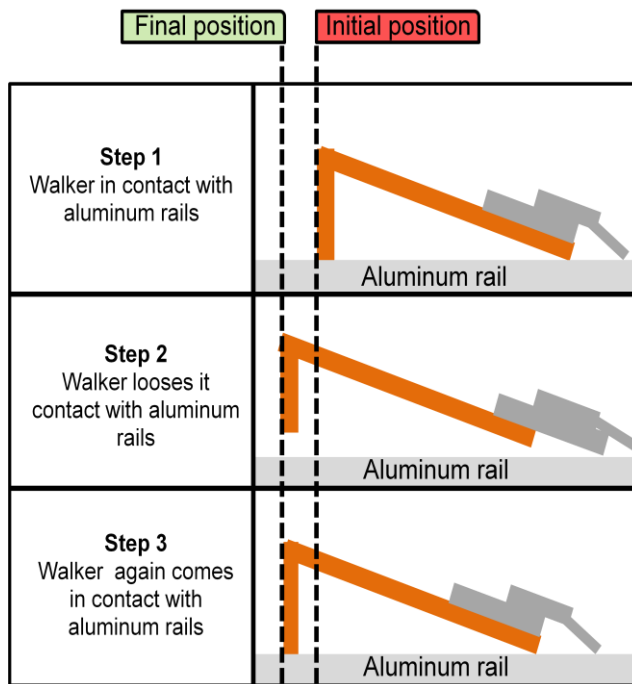 Final position
Initial position
Step 1
Walker in contact with
aluminum rails
Aluminum rail
Step 2
Walker looses it
contact with aluminum
rails
Aluminum rail
Step 3
Walker again comes
in contact with
aluminum rails
Aluminum rail